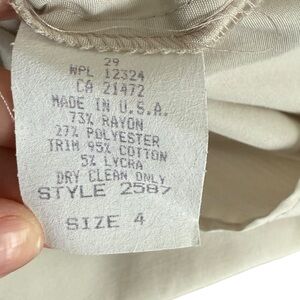 29
WPL 12324
CA 21472
MADE IN U.S.A.
73% RAYON
27% POLYESTER
TRIM 95% COTTON
5% LYCRA
DRY CLEAN ONLY
STYLE 2587
SIZE 4